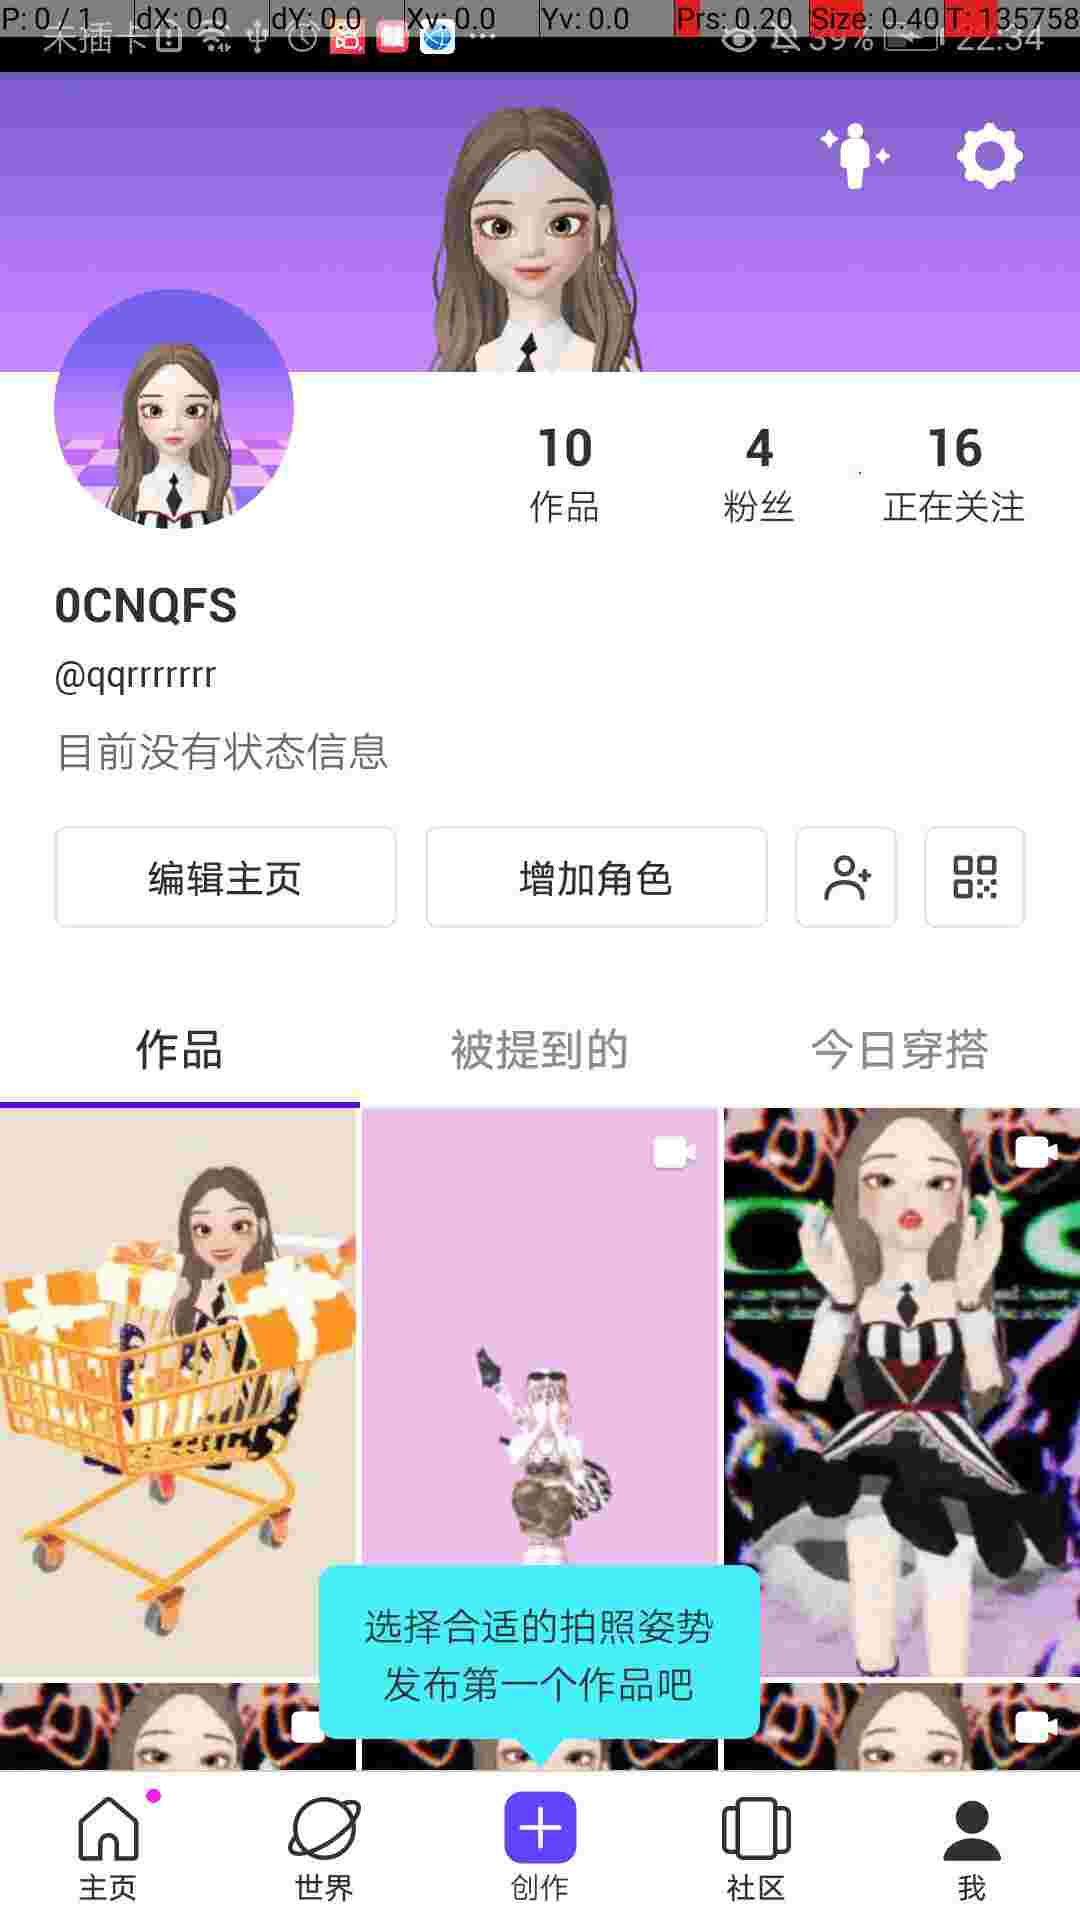 P: 0 / 1 dX: 0.0 dY: 0.0 Xv: 0.0 Yv: 0.0 Prs: 0.20 Size: 0.40 T: 135758
未插卡 39% 22:34
10 4 16
作品 粉丝 正在关注
0CNQFS
@qqrrrrrrr
目前没有状态信息
编辑主页 增加角色
作品 被提到的 今日穿搭
选择合适的拍照姿势
发布第一个作品吧
主页 世界 创作 社区 我